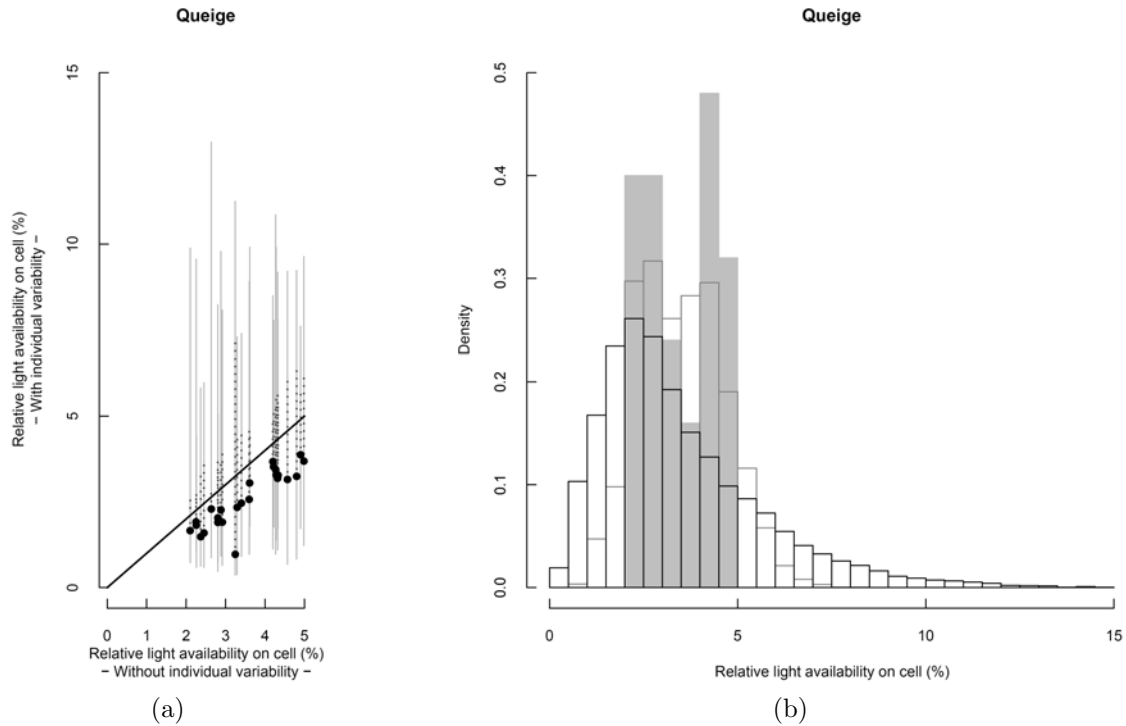 Queige
15
10
5
0
Relative light availability on cell (%)
− With individual variability −
0 1 2 3 4 5
Relative light availability on cell (%)
− Without individual variability −
(a)
Queige
0.5
0.4
0.3
0.2
0.1
0.0
Density
0 5 10 15
Relative light availability on cell (%)
(b)